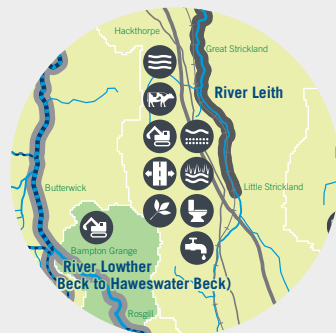 Hackthorpe
Great Strickland
River Leith
Butterwick
Little Strickland
Bampton Grange
River Lowther
Beck to Haweswater Beck)
Rosgill